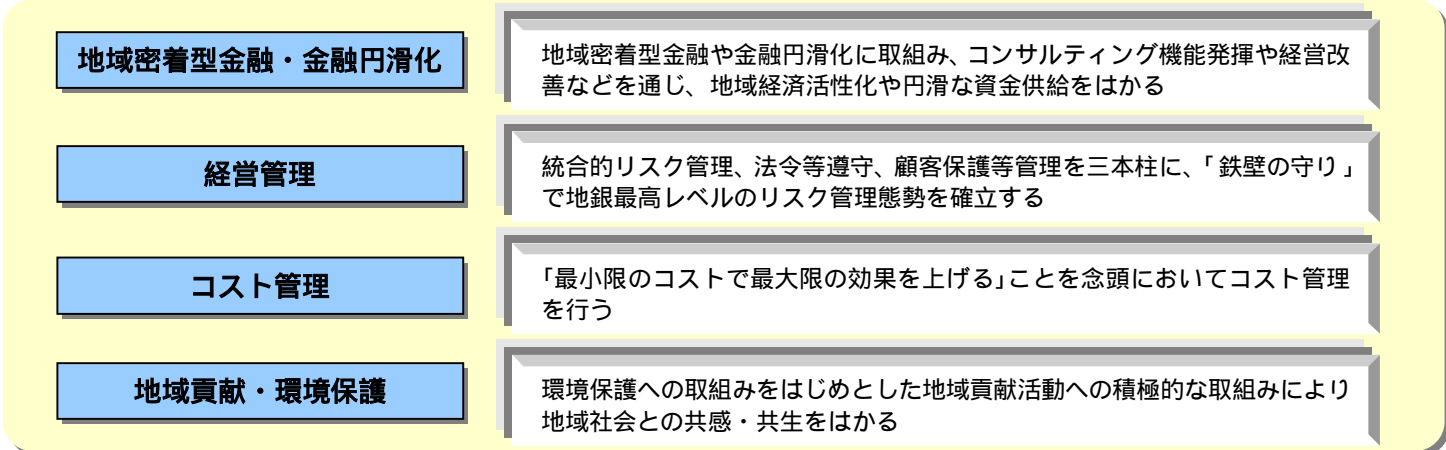 地域密着型金融・金融円滑化
地域密着型金融や金融円滑化に取組み、コンサルティング機能発揮や経営改
善などを通じ、地域経済活性化や円滑な資金供給をはかる
経営管理
統合的リスク管理、法令等遵守、顧客保護等管理を三本柱に、「鉄壁の守り」
で地銀最高レベルのリスク管理態勢を確立する
コスト管理
「最小限のコストで最大限の効果を上げる」ことを念頭においてコスト管理
を行う
地域貢献・環境保護
環境保護への取組みをはじめとした地域貢献活動への積極的な取組みにより
地域社会との共感・共生をはかる